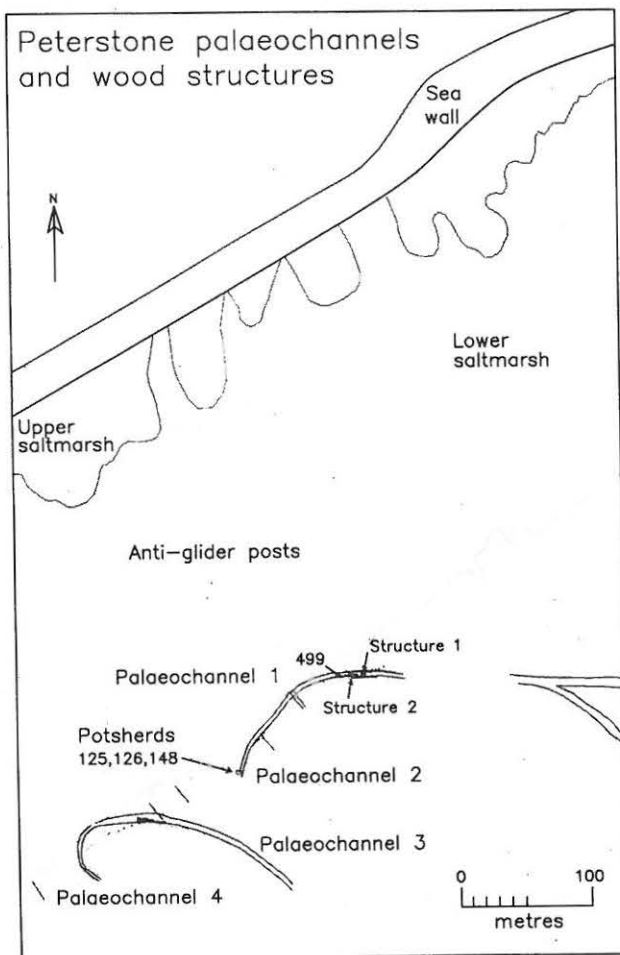 Peterstone palaeochannels
and wood structures
Sea
wall
N
Lower
saltmarsh
Upper
saltmarsh
Anti-glider posts
Structure 1
499
Palaeochannel 1
Structure 2
Potsherds
125,126,148
Palaeochannel 2
Palaeochannel 3
Palaeochannel 4
0 100
metres